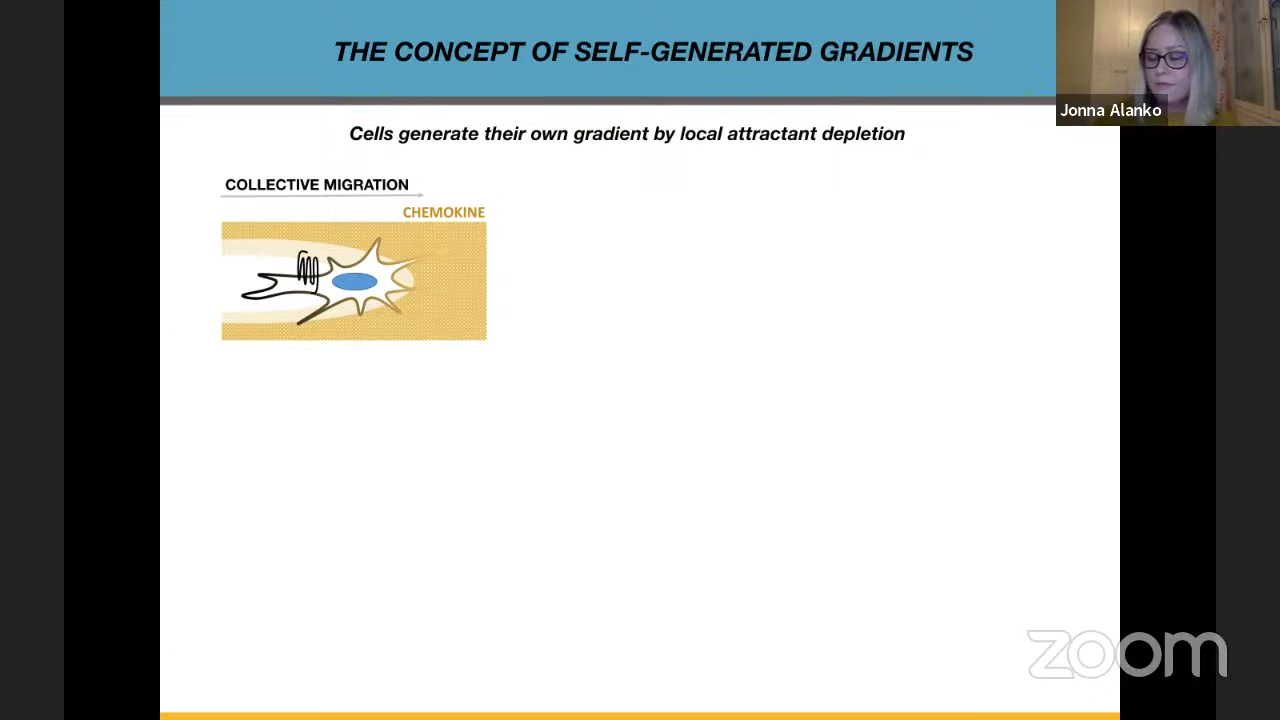 THE CONCEPT OF SELF-GENERATED GRADIENTS
Jonna Alanko
Cells generate their own gradient by local attractant depletion
COLLECTIVE MIGRATION
CHEMOKINE
zoom